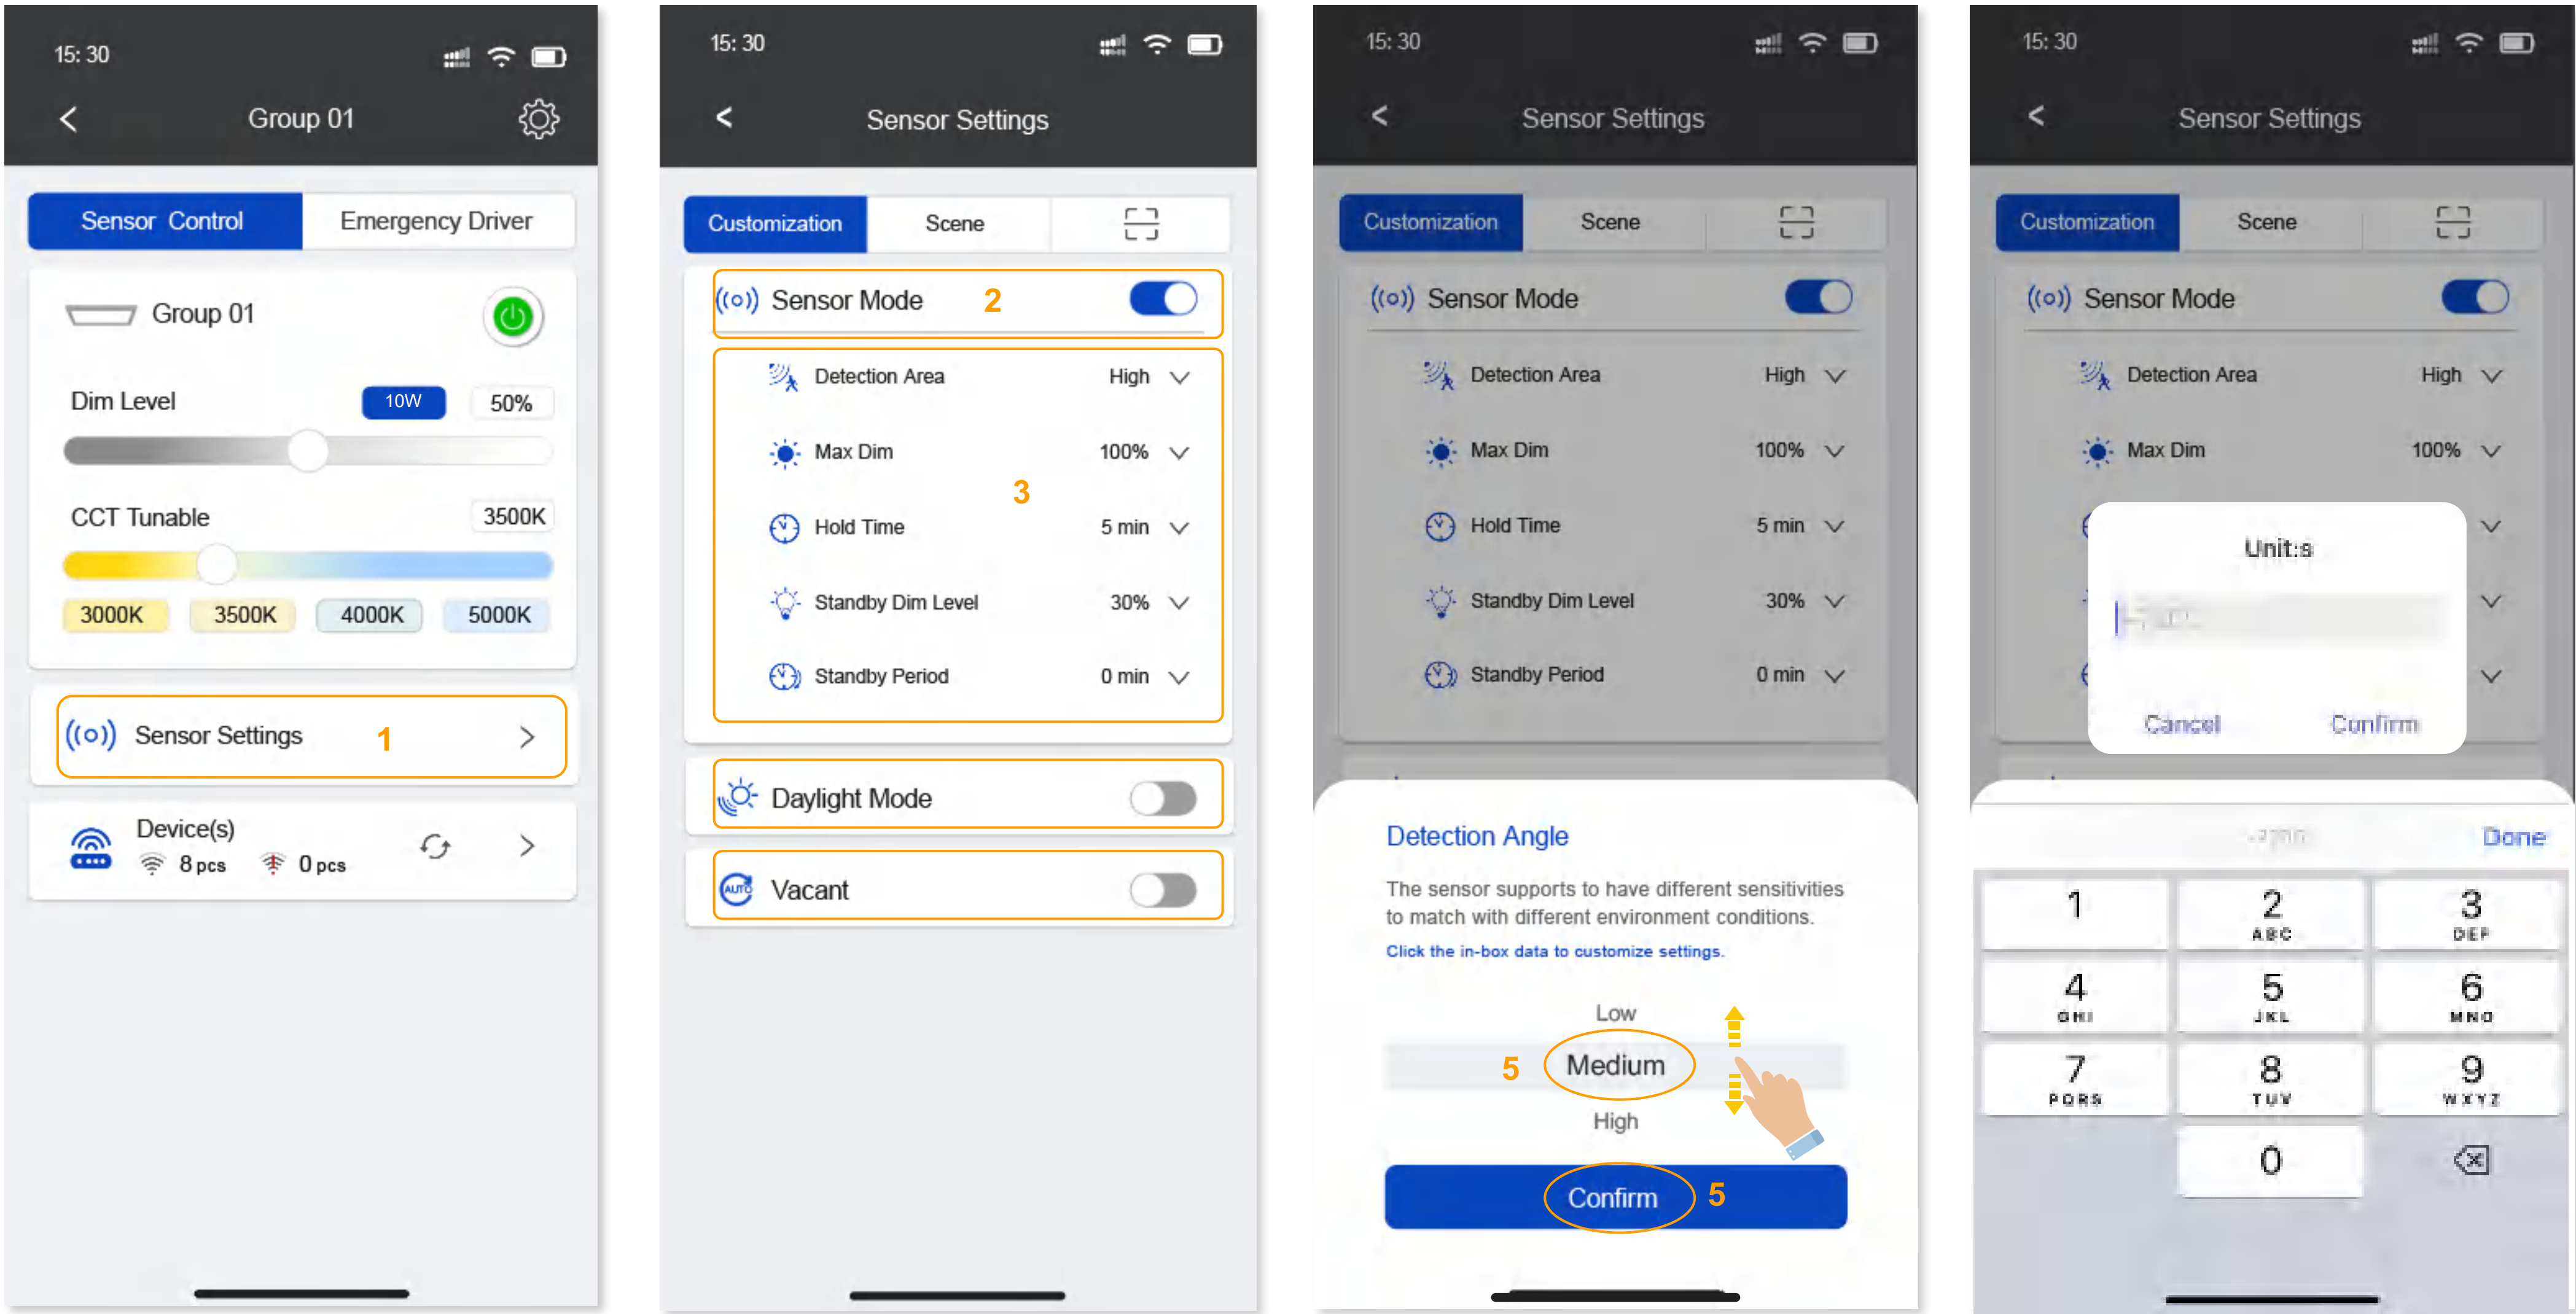 15: 30
Group 01
Sensor Control
Emergency Driver
Group 01
Dim Level
10W
50%
CCT Tunable
3500K
3000K
3500K
4000K
5000K
Sensor Settings
1
Device(s)
8 pcs
0 pcs
15: 30
Sensor Settings
Customization
Scene
Sensor Mode
2
Detection Area
High
Max Dim
100%
3
Hold Time
5 min
Standby Dim Level
30%
Standby Period
0 min
Daylight Mode
AUTO
Vacant
15: 30
Sensor Settings
Customization
Scene
Sensor Mode
Detection Area
High
Max Dim
100%
Hold Time
5 min
Standby Dim Level
30%
Standby Period
0 min
Detection Angle
The sensor supports to have different sensitivities
to match with different environment conditions.
Click the in-box data to customize settings.
Low
5
Medium
High
Confirm
5
15: 30
Sensor Settings
Customization
Scene
Sensor Mode
Detection Area
High
Max Dim
100%
Unit:s
Cancel
Confirm
Done
1
2
ABC
3
DEF
4
GHI
5
JKL
6
MNO
7
PQRS
8
TUV
9
WXYZ
0